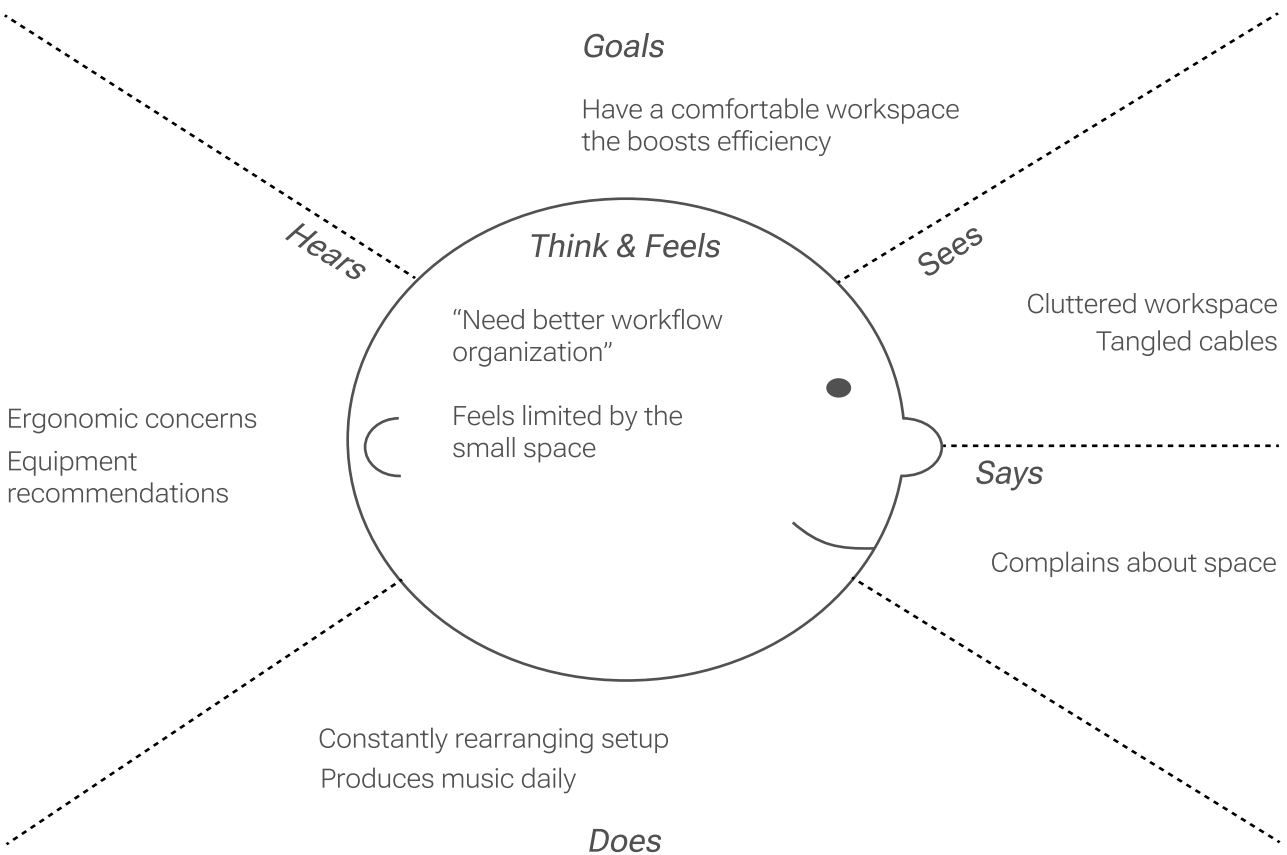 Goals
Have a comfortable workspace
the boosts efficiency
Hears
Think & Feels
Sees
“Need better workflow
organization”
Feels limited by the
small space
Cluttered workspace
Tangled cables
Ergonomic concerns
Equipment
recommendations
Says
Complains about space
Constantly rearranging setup
Produces music daily
Does